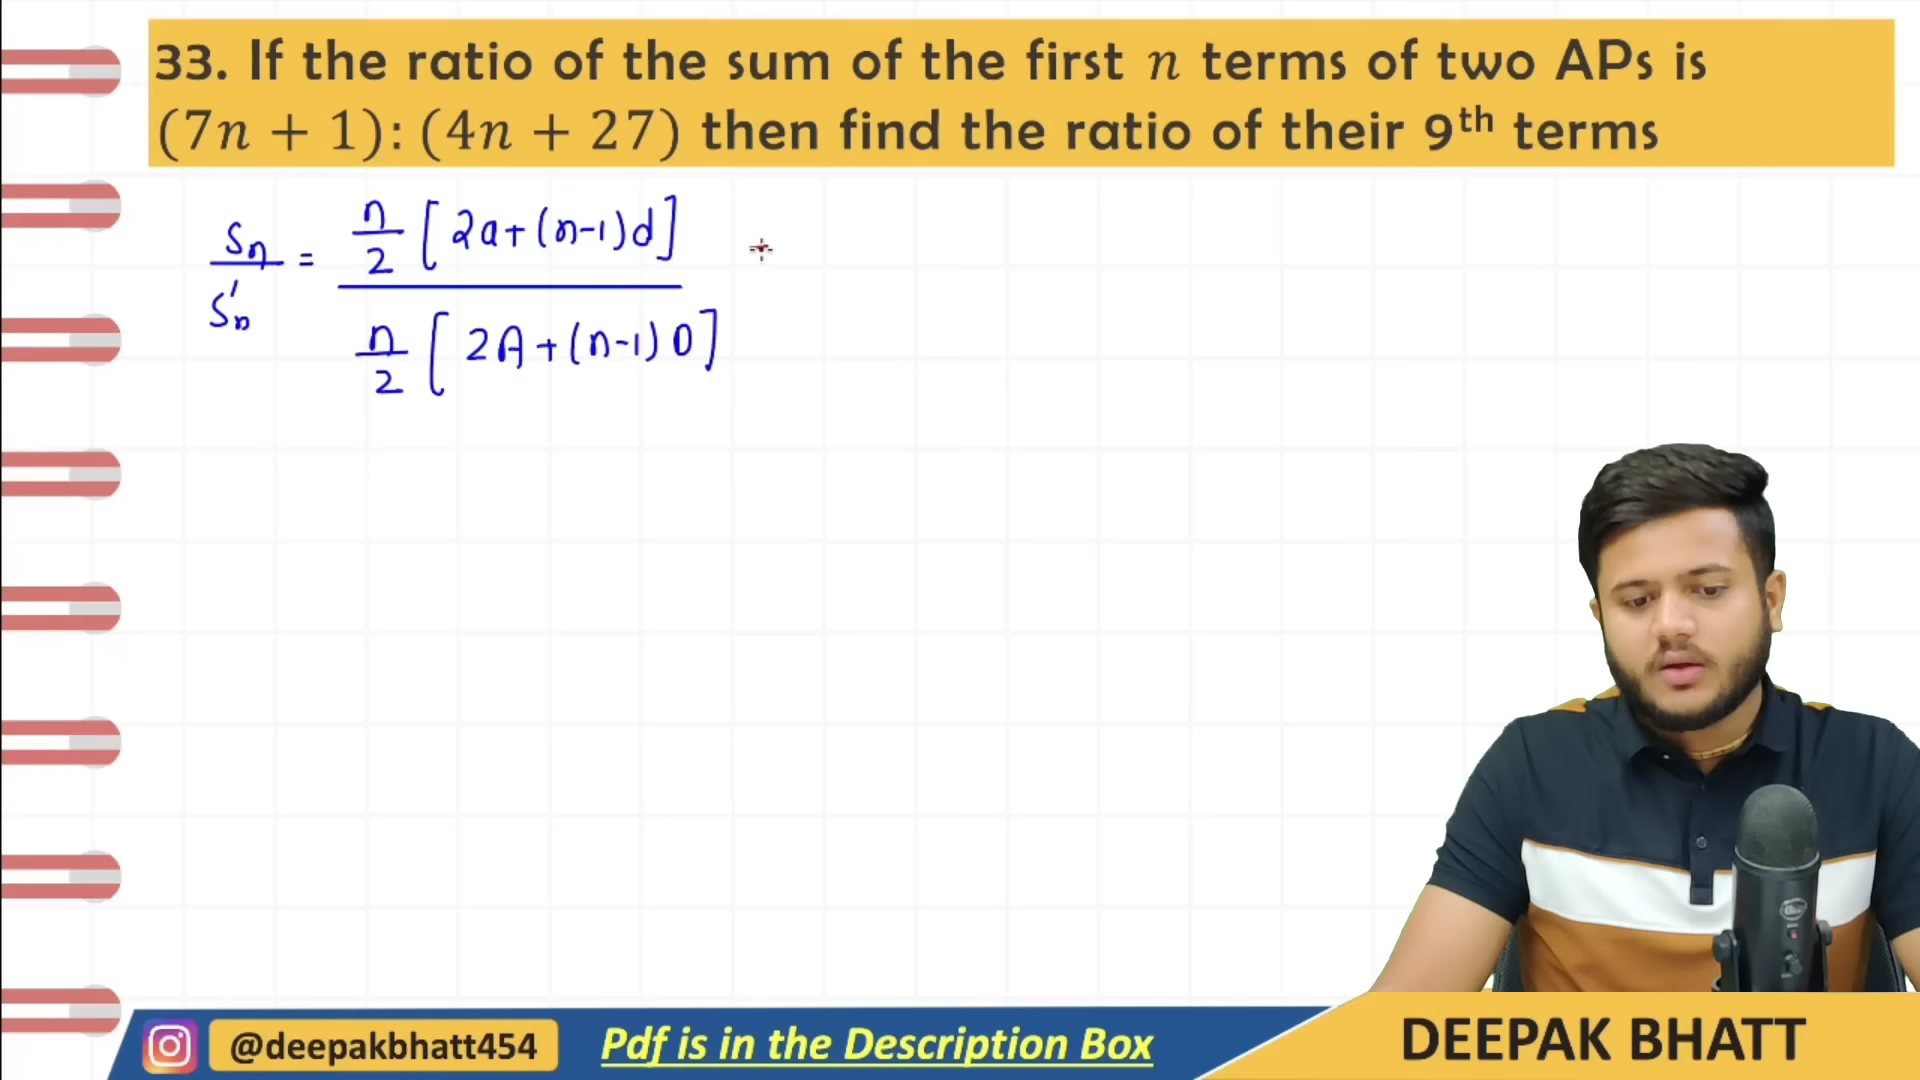 33. If the ratio of the sum of the first n terms of two APs is
(7n + 1): (4n + 27) then find the ratio of their 9th terms
Sn/S'n = n/2 [2a+(n-1)d] / n/2 [2A+(n-1)D]
@deepakbhatt454
Pdf is in the Description Box
DEEPAK BHATT